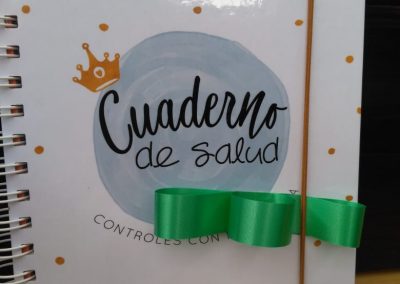 Cuaderno
de salud
CONTROLES CON